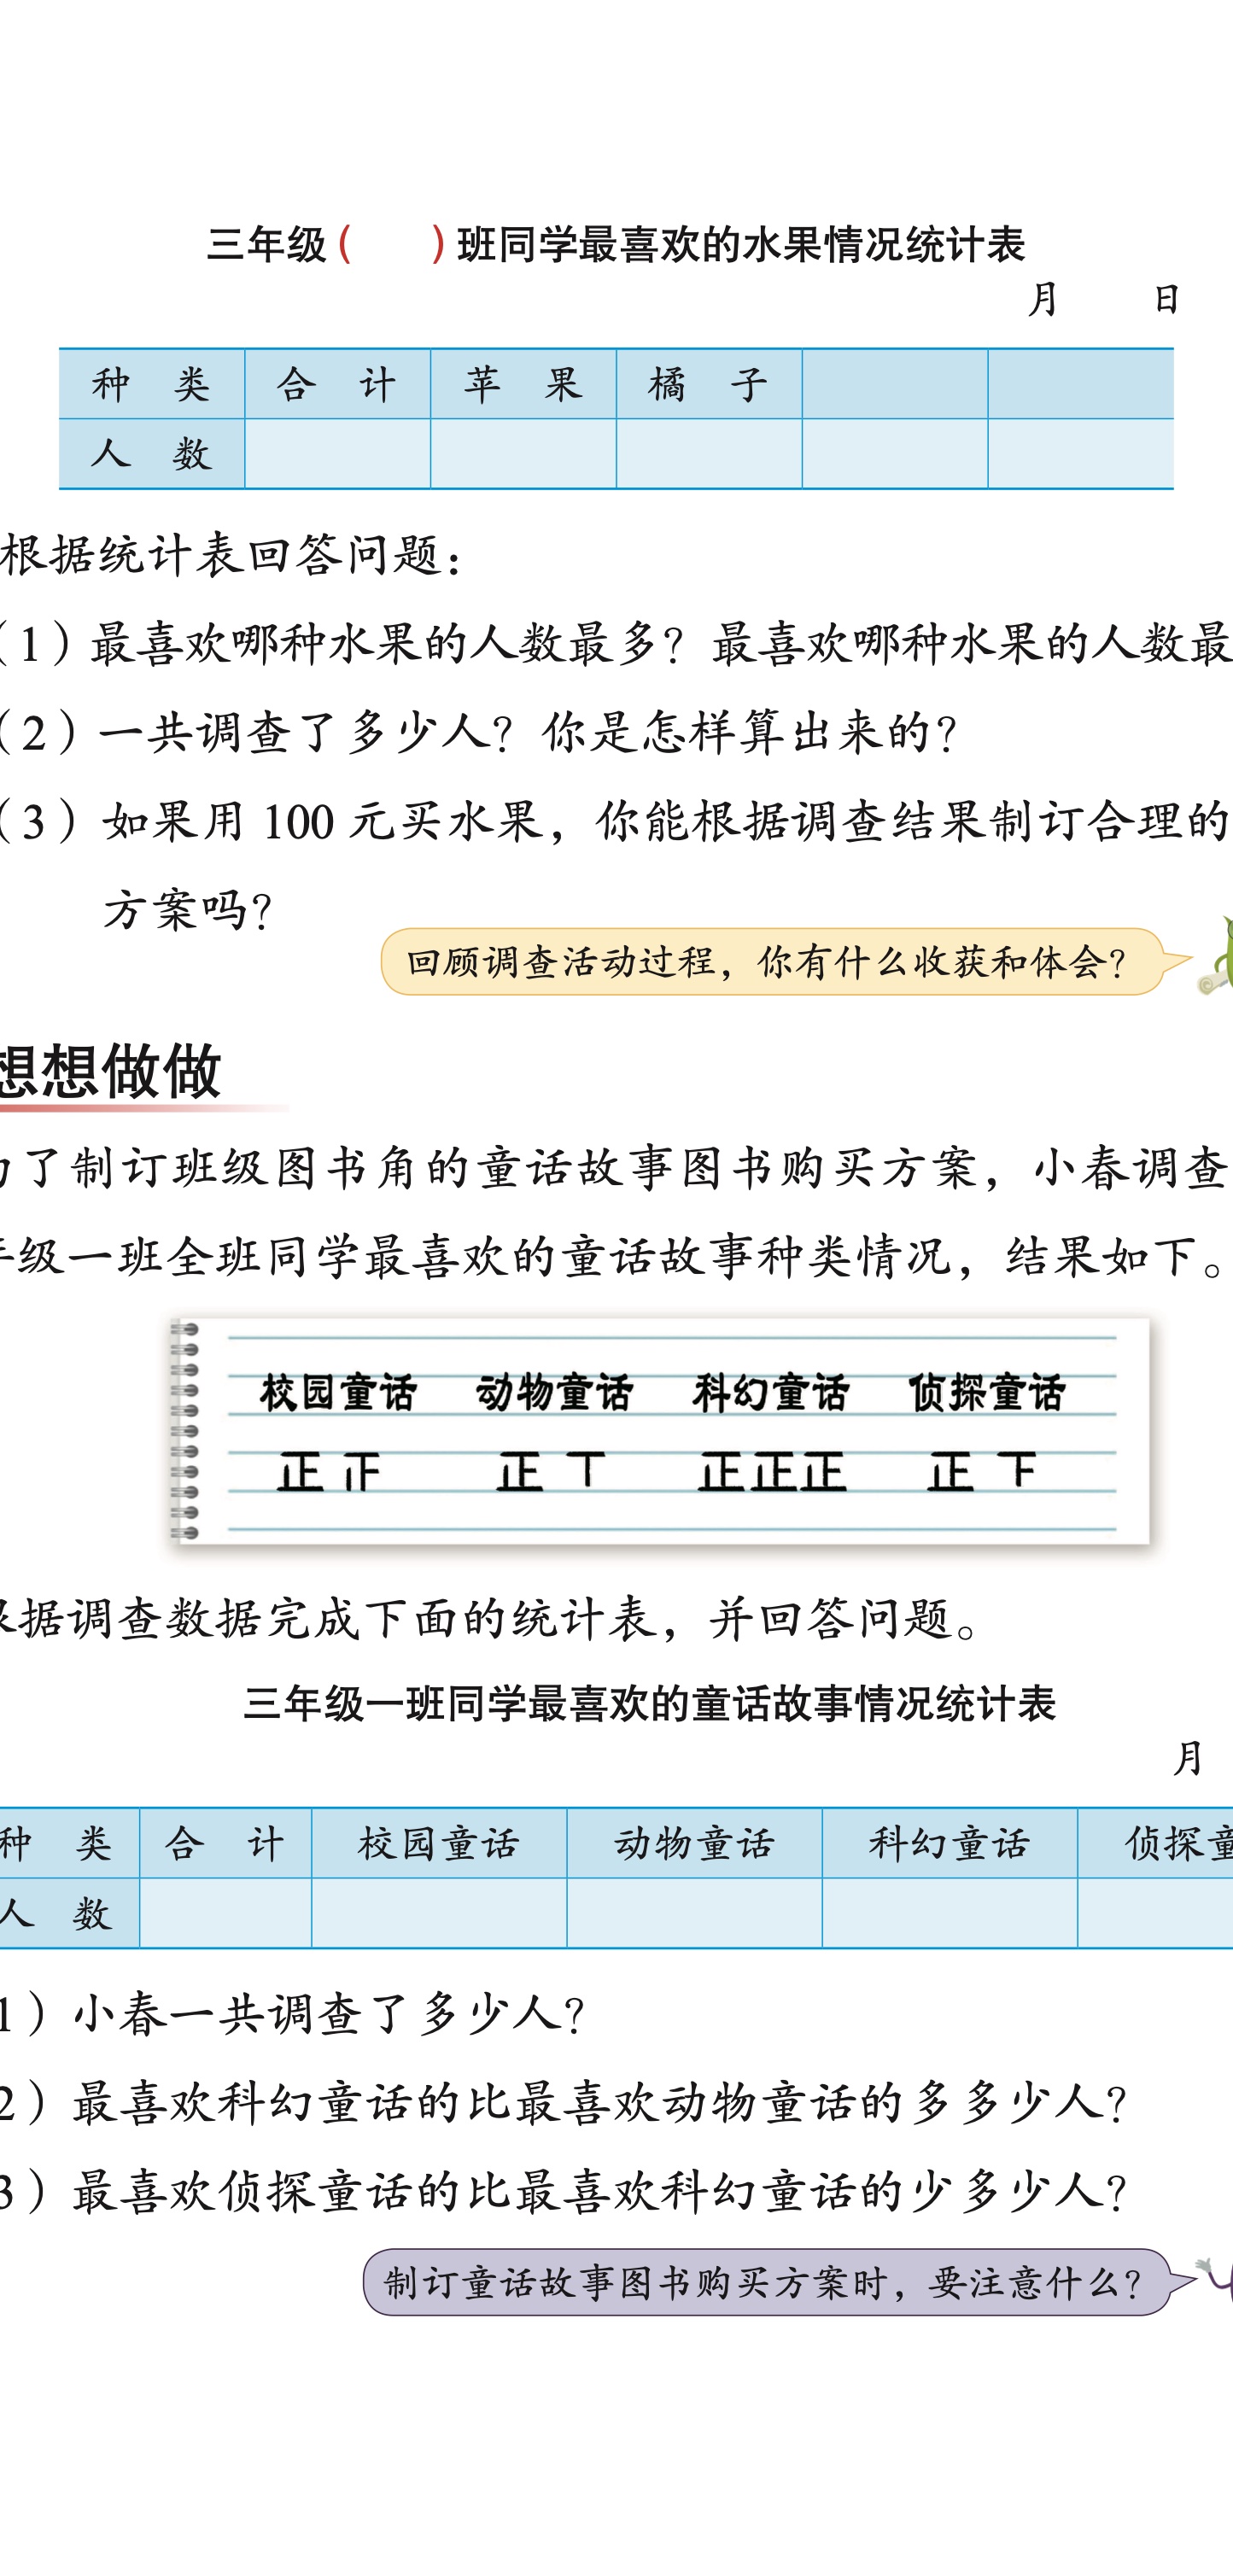 三年级（　　）班同学最喜欢的水果情况统计表
月　　日
种　类　合　计　苹　果　橘　子
人　数
根据统计表回答问题：
（1）最喜欢哪种水果的人数最多？最喜欢哪种水果的人数最
（2）一共调查了多少人？你是怎样算出来的？
（3）如果用 100 元买水果，你能根据调查结果制订合理的
方案吗？
回顾调查活动过程，你有什么收获和体会？
想想做做
了制订班级图书角的童话故事图书购买方案，小春调查
级一班全班同学最喜欢的童话故事种类情况，结果如下。
校园童话　动物童话　科幻童话　侦探童话
正　正　正正正　正
据调查数据完成下面的统计表，并回答问题。
三年级一班同学最喜欢的童话故事情况统计表
月
种　类　合　计　校园童话　动物童话　科幻童话　侦探
人　数
1）小春一共调查了多少人？
2）最喜欢科幻童话的比最喜欢动物童话的多多少人？
3）最喜欢侦探童话的比最喜欢科幻童话的少多少人？
制订童话故事图书购买方案时，要注意什么？